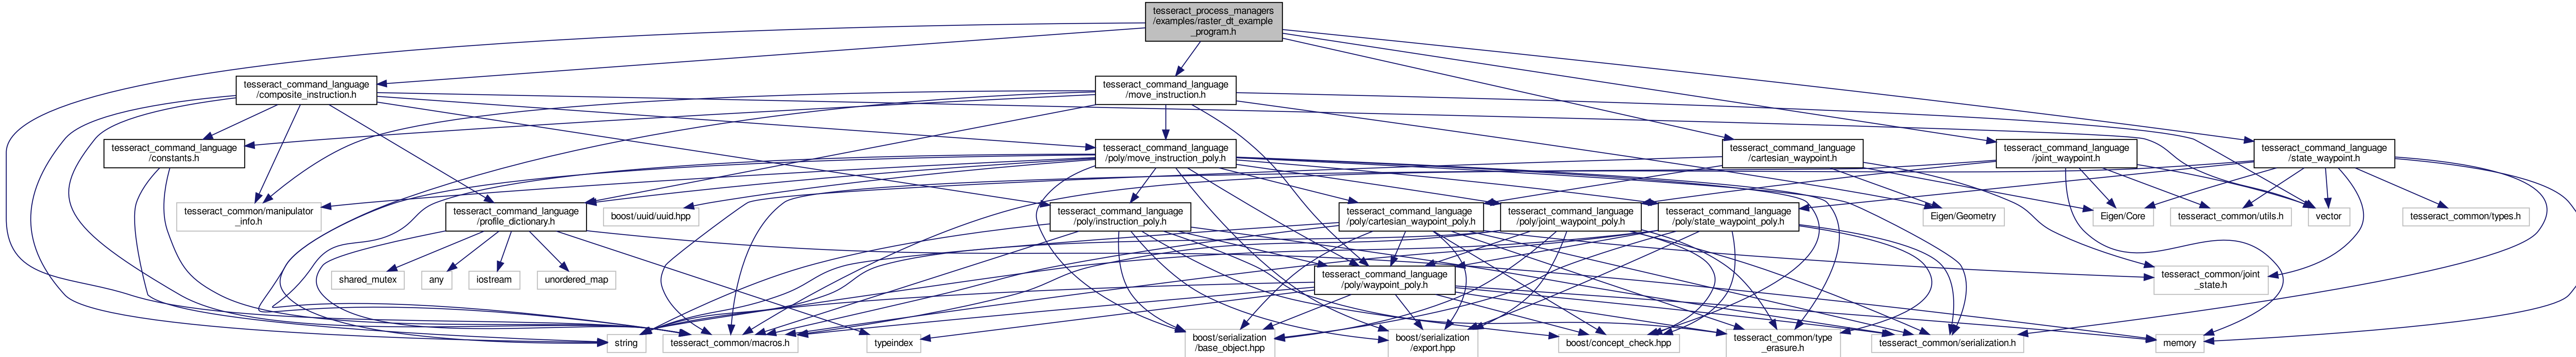 tesseract_process_managers
/examples/raster_dt_example
_program.h
tesseract_command_language
/composite_instruction.h
tesseract_command_language
/move_instruction.h
tesseract_command_language
/constants.h
tesseract_command_language
/poly/move_instruction_poly.h
tesseract_command_language
/cartesian_waypoint.h
tesseract_command_language
/joint_waypoint.h
tesseract_command_language
/state_waypoint.h
tesseract_common/manipulator
_info.h
tesseract_command_language
/profile_dictionary.h
boost/uuid/uuid.hpp
tesseract_command_language
/poly/instruction_poly.h
tesseract_command_language
/poly/cartesian_waypoint_poly.h
tesseract_command_language
/poly/joint_waypoint_poly.h
tesseract_command_language
/poly/state_waypoint_poly.h
Eigen/Geometry
Eigen/Core
tesseract_common/utils.h
vector
tesseract_common/types.h
shared_mutex
any
iostream
unordered_map
tesseract_command_language
/poly/waypoint_poly.h
tesseract_common/joint
_state.h
string
tesseract_common/macros.h
typeindex
boost/serialization
/base_object.hpp
boost/serialization
/export.hpp
boost/concept_check.hpp
tesseract_common/type
_erasure.h
tesseract_common/serialization.h
memory